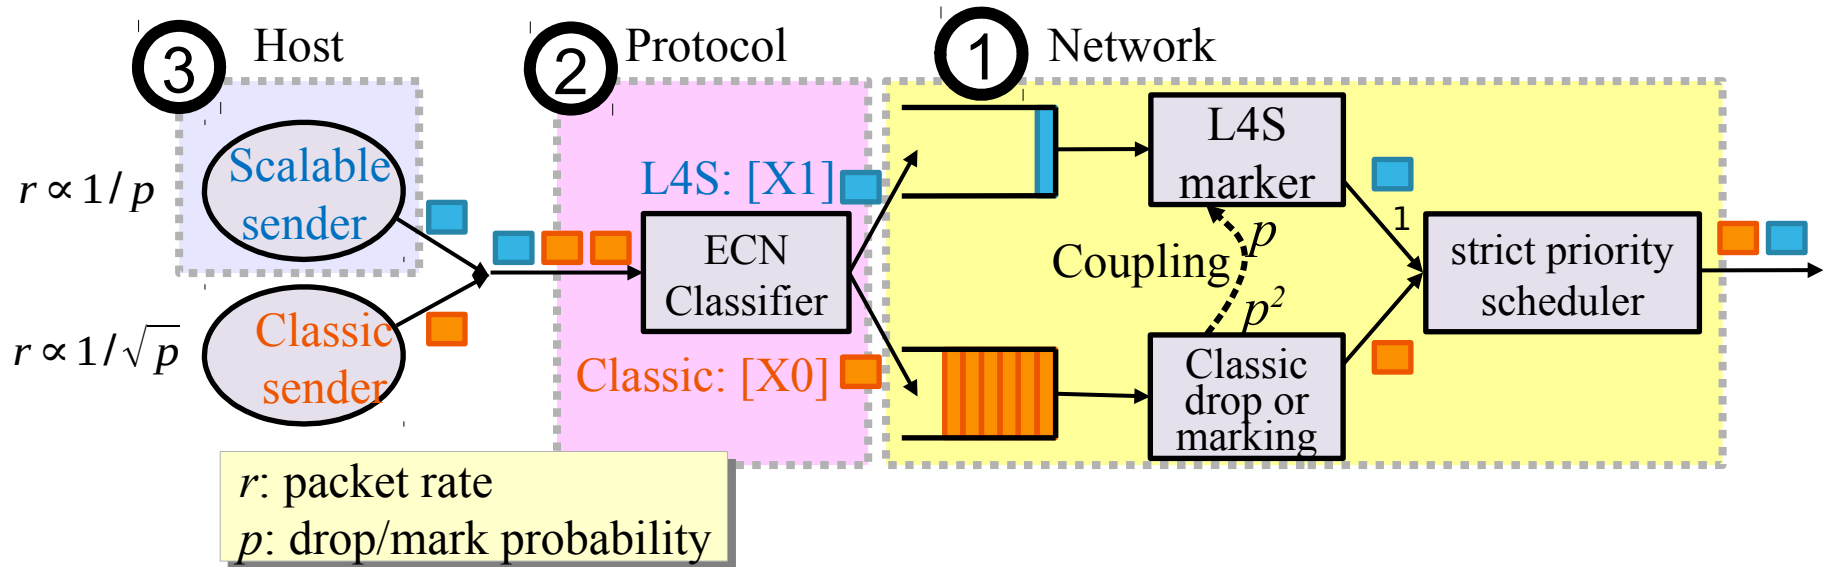 3
Host
2
Protocol
1
Network
r ∝ 1/p
Scalable
sender
L4S: [X1]
ECN
Classifier
L4S
marker
1
Coupling
p
p²
strict priority
scheduler
r ∝ 1/√p
Classic
sender
Classic: [X0]
Classic
drop or
marking
r: packet rate
p: drop/mark probability